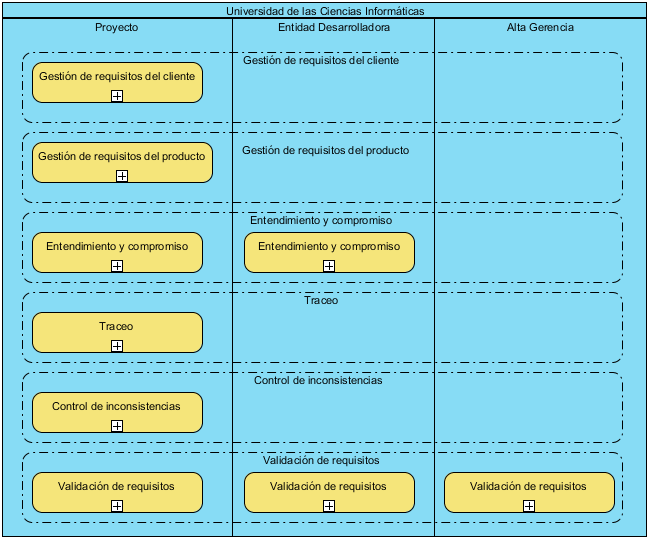 Universidad de las Ciencias Informáticas
Proyecto
Entidad Desarrolladora
Alta Gerencia
Gestión de requisitos del cliente
Gestión de requisitos del cliente
Gestión de requisitos del producto
Gestión de requisitos del producto
Entendimiento y compromiso
Entendimiento y compromiso
Entendimiento y compromiso
Traceo
Traceo
Control de inconsistencias
Control de inconsistencias
Validación de requisitos
Validación de requisitos
Validación de requisitos
Validación de requisitos